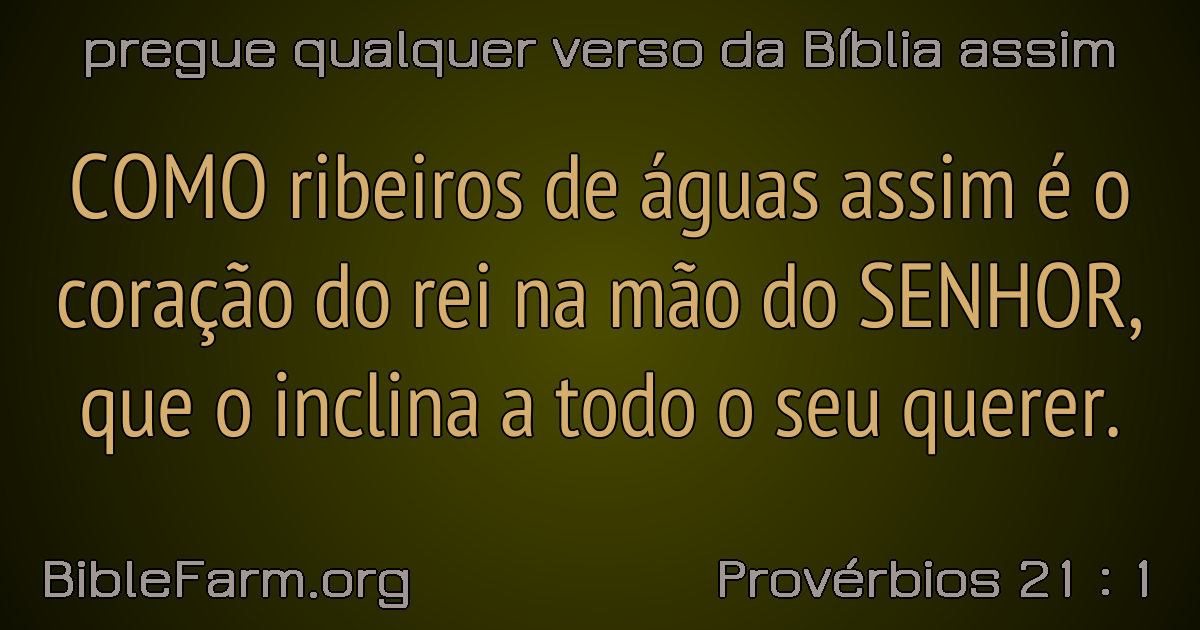 pregue qualquer verso da Bíblia assim
COMO ribeiros de águas assim é o
coração do rei na mão do SENHOR,
que o inclina a todo o seu querer.
BibleFarm.org
Provérbios 21 : 1